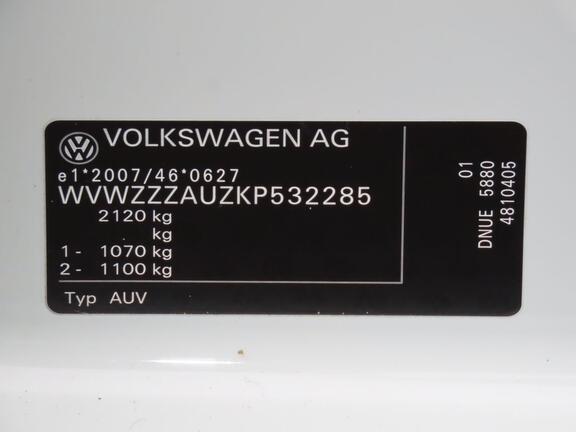 VOLKSWAGEN AG
e1*2007/46*0627
WVWZZZAUZKP532285
2120 kg
kg
1- 1070 kg
2- 1100 kg
Typ AUV
01
DNUE 5880
4810405